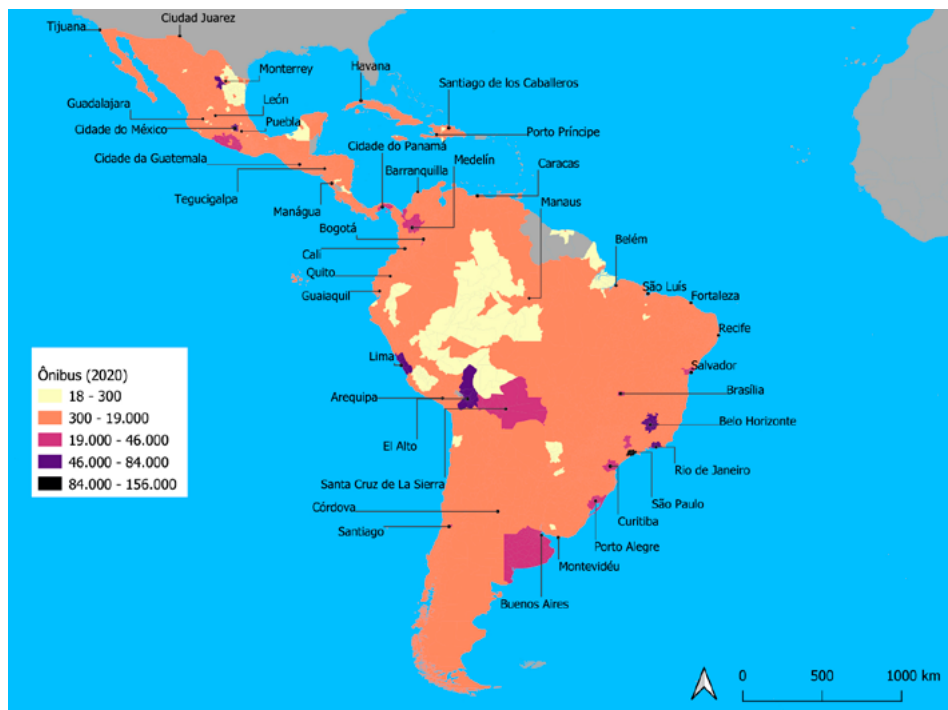 Ciudad Juarez
Tijuana
Monterrey
Havana
Santiago de los Caballeros
Guadalajara
León
Cidade do México
Puebla
Porto Príncipe
Cidade do Panamá
Medelín
Cidade da Guatemala
Caracas
Barranquilla
Tegucigalpa
Manaus
Manágua
Bogotá
Belém
Cali
Quito
São Luís
Guaiaquil
Fortaleza
Recife
Lima
Salvador
Ônibus (2020)
18 - 300
300 - 19.000
19.000 - 46.000
46.000 - 84.000
84.000 - 156.000
Arequipa
Brasília
Belo Horizonte
El Alto
Rio de Janeiro
Santa Cruz de La Sierra
São Paulo
Córdova
Curitiba
Santiago
Porto Alegre
Montevidéu
Buenos Aires
0 500 1000 km